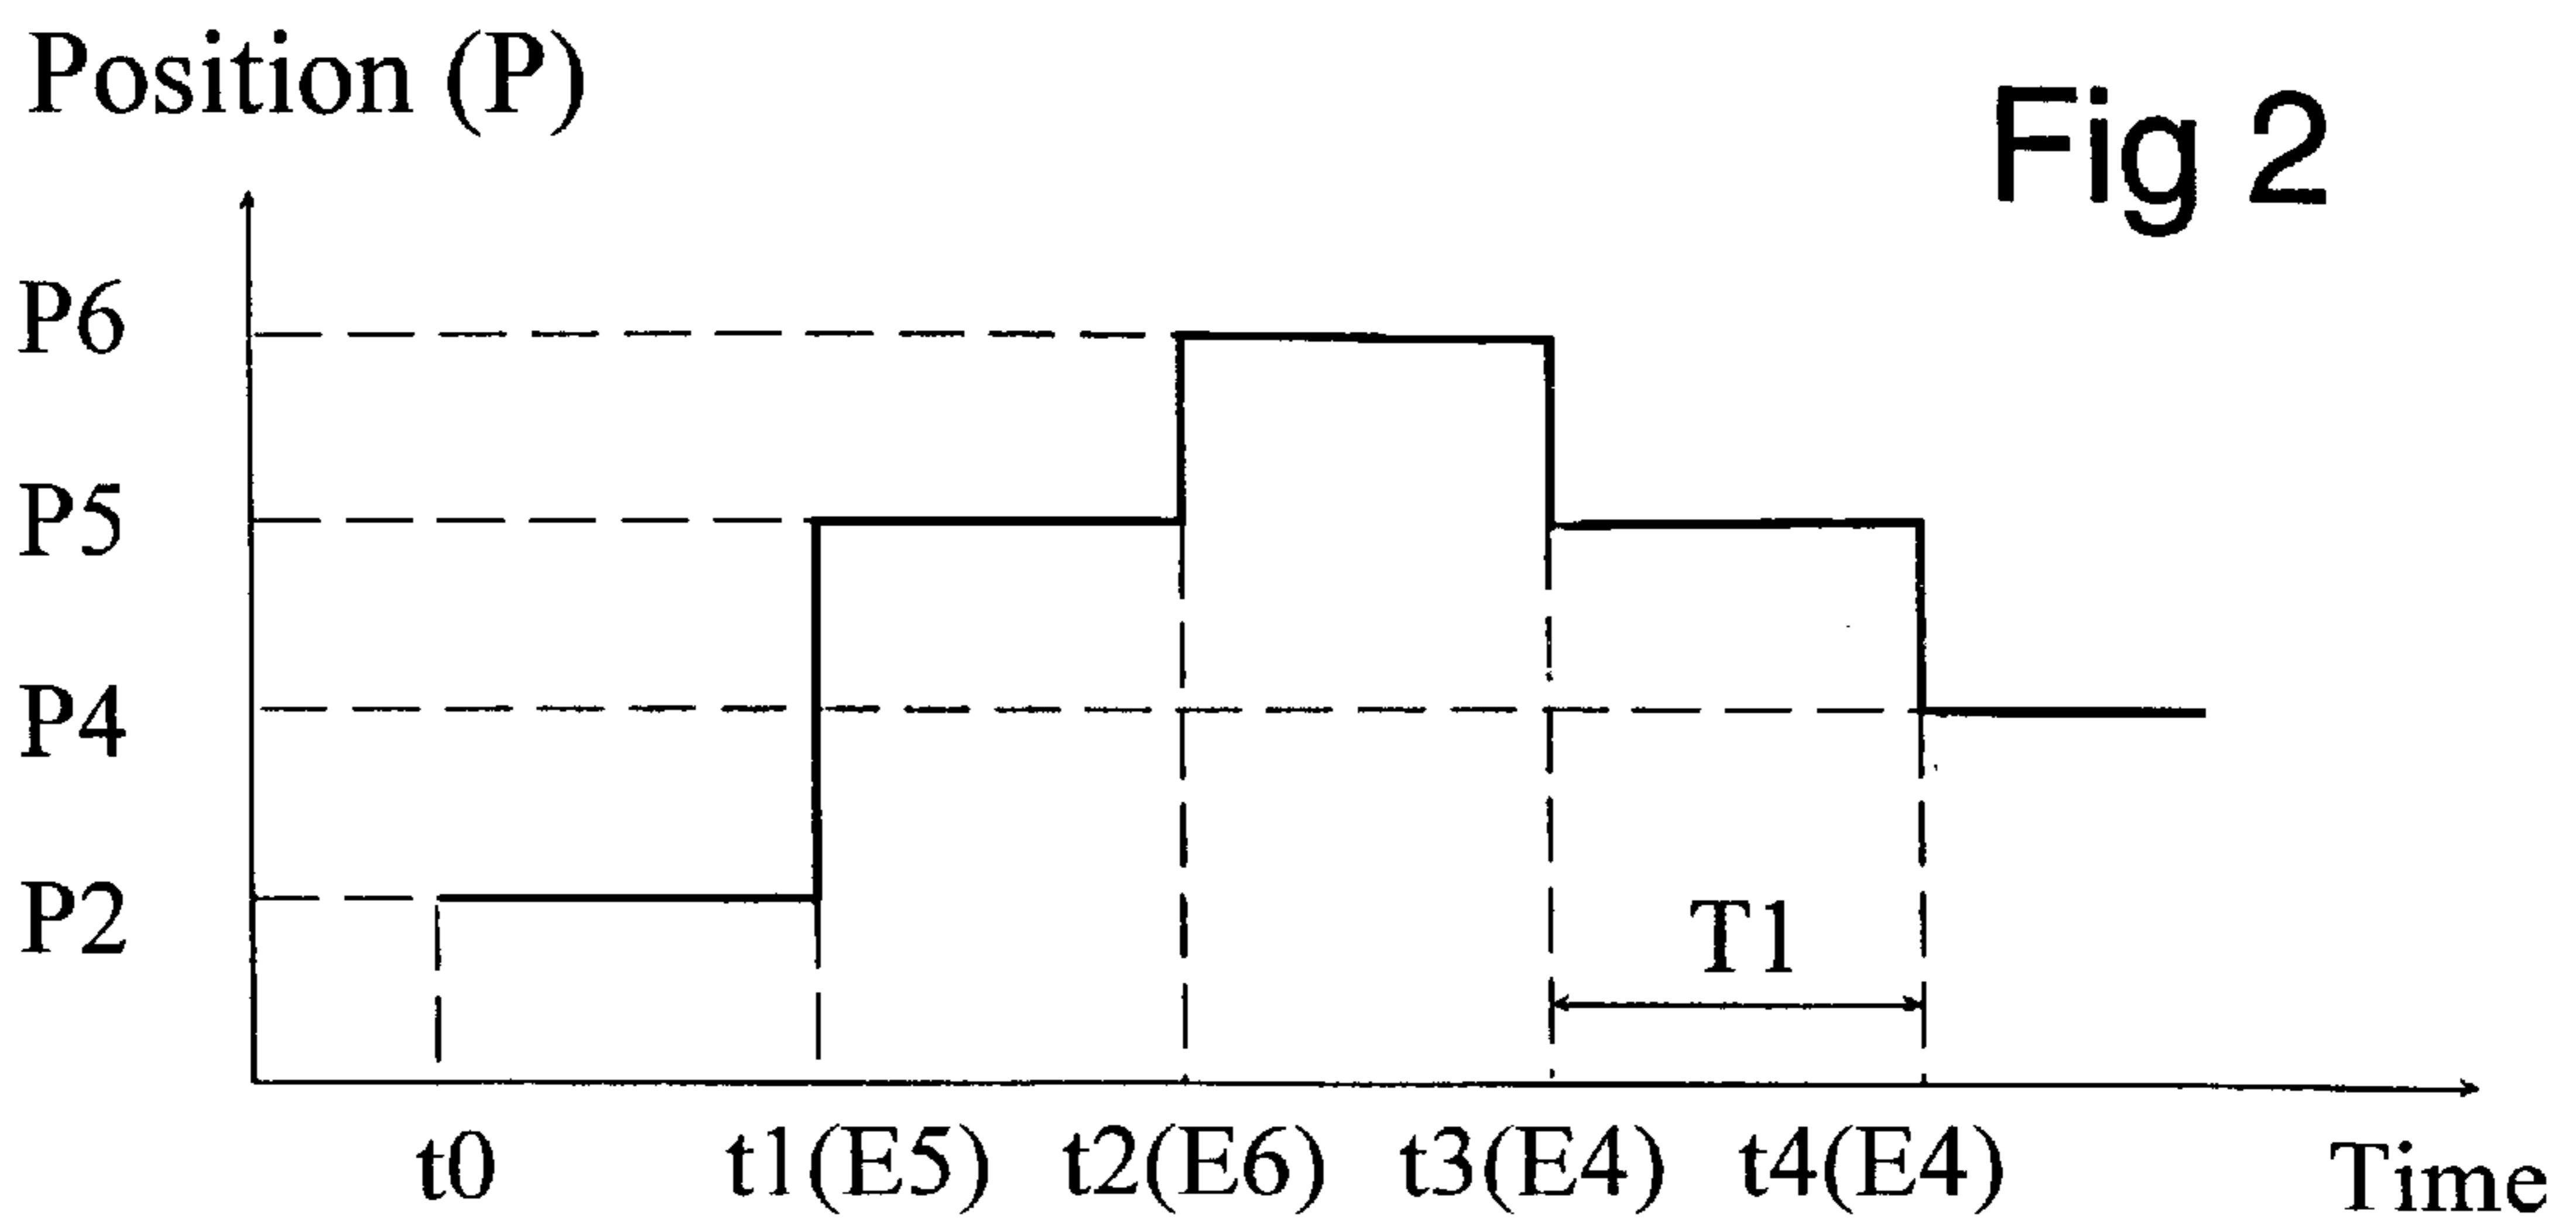 Position (P)
Fig 2
P6
P5
P4
P2
T1
t0 t1(E5) t2(E6) t3(E4) t4(E4)
Time